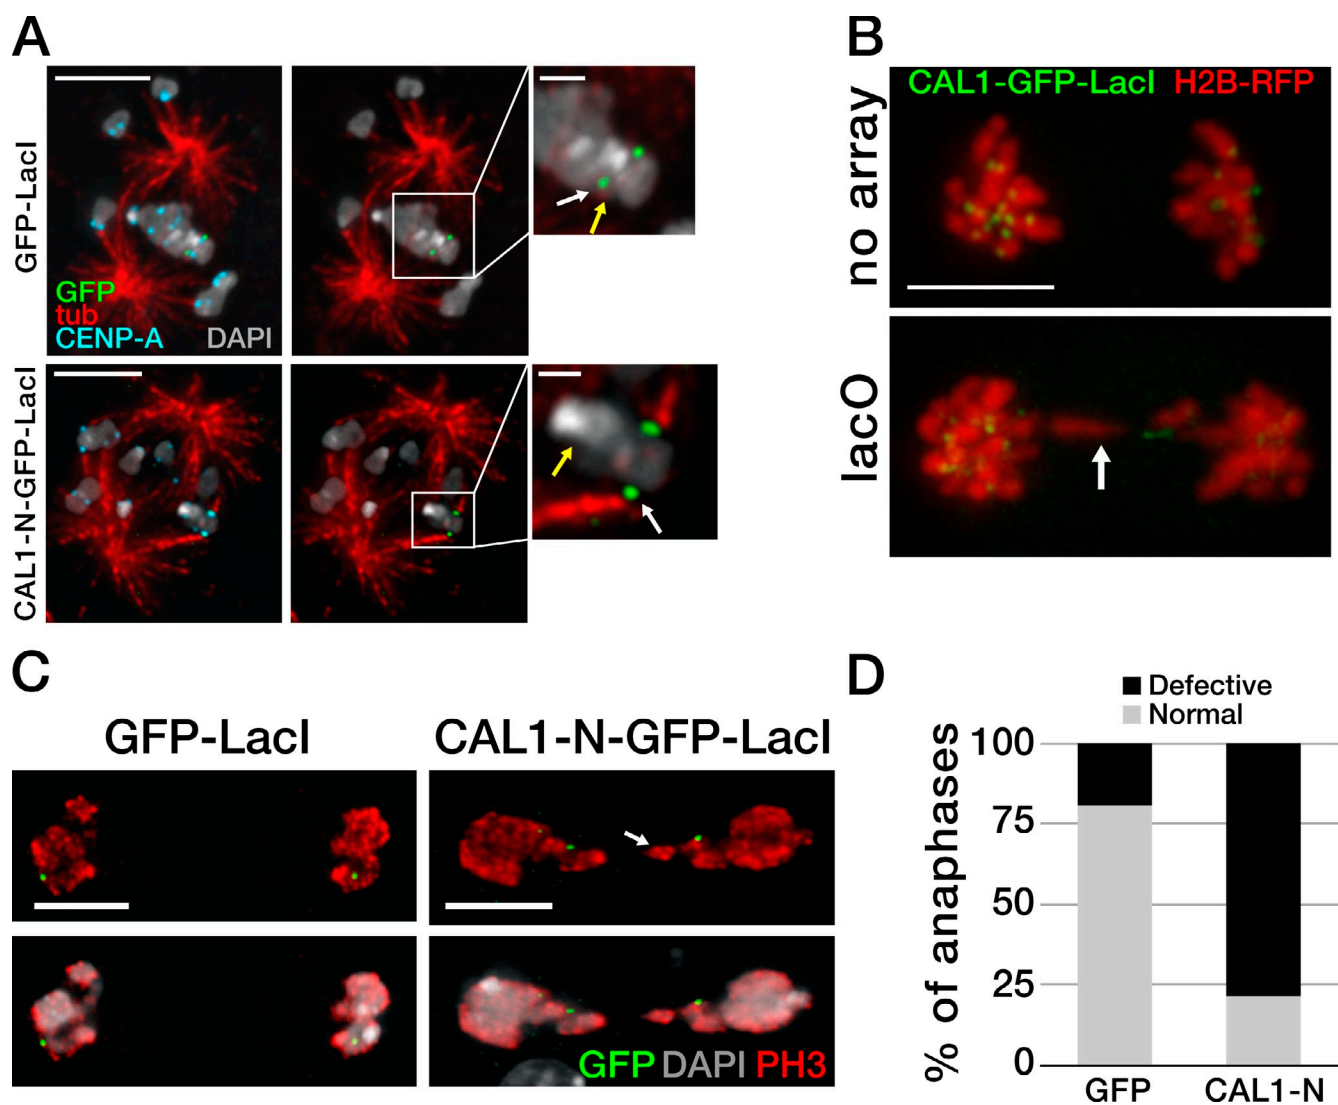 A
GFP-LacI
GFP
tub
CENP-A
DAPI
CAL1-N-GFP-LacI
B
CAL1-GFP-LacI H2B-RFP
no array
lacO
C
GFP-LacI
CAL1-N-GFP-LacI
GFP DAPI PH3
D
Defective
Normal
% of anaphases
100
75
50
25
0
GFP
CAL1-N